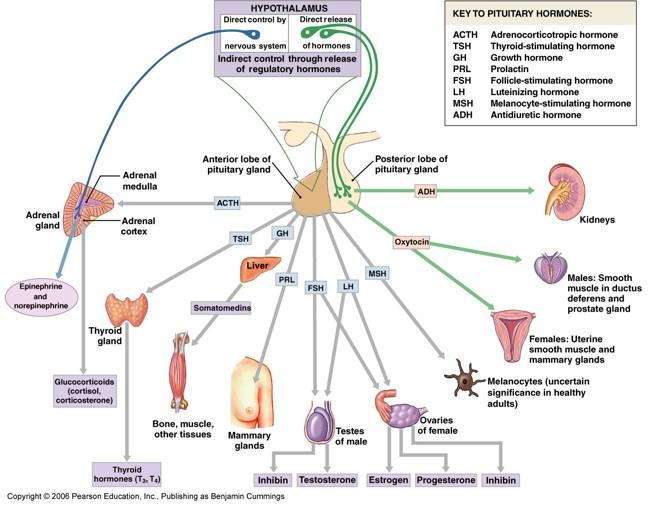 HYPOTHALAMUS
Direct control by
nervous system
Direct release
of hormones
Indirect control through release
of regulatory hormones
KEY TO PITUITARY HORMONES:
ACTH Adrenocorticotropic hormone
TSH Thyroid-stimulating hormone
GH Growth hormone
PRL Prolactin
FSH Follicle-stimulating hormone
LH Luteinizing hormone
MSH Melanocyte-stimulating hormone
ADH Antidiuretic hormone
Anterior lobe of
pituitary gland
Posterior lobe of
pituitary gland
Adrenal
medulla
Adrenal
gland
Adrenal
cortex
ACTH
ADH
Kidneys
TSH
GH
Oxytocin
Liver
PRL
FSH
LH
MSH
Epinephrine
and
norepinephrine
Somatomedins
Males: Smooth
muscle in ductus
deferens and
prostate gland
Thyroid
gland
Females: Uterine
smooth muscle and
mammary glands
Glucocorticoids
(cortisol,
corticosterone)
Melanocytes (uncertain
significance in healthy
adults)
Bone, muscle,
other tissues
Mammary
glands
Testes
of male
Ovaries
of female
Thyroid
hormones (T3, T4)
Inhibin
Testosterone
Estrogen
Progesterone
Inhibin
Copyright © 2006 Pearson Education, Inc., Publishing as Benjamin Cummings